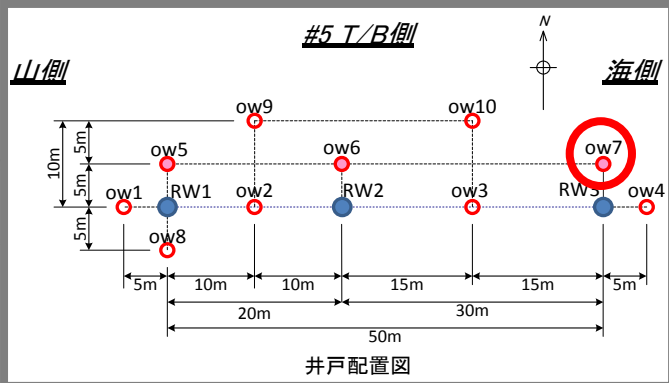 #5 T/B側
N
山側
海側
ow9
ow10
10m
5m
5m
5m
ow5
ow6
ow7
ow1
RW1
ow2
RW2
ow3
RW3
ow4
ow8
5m
10m
10m
15m
15m
5m
20m
30m
50m
井戸配置図